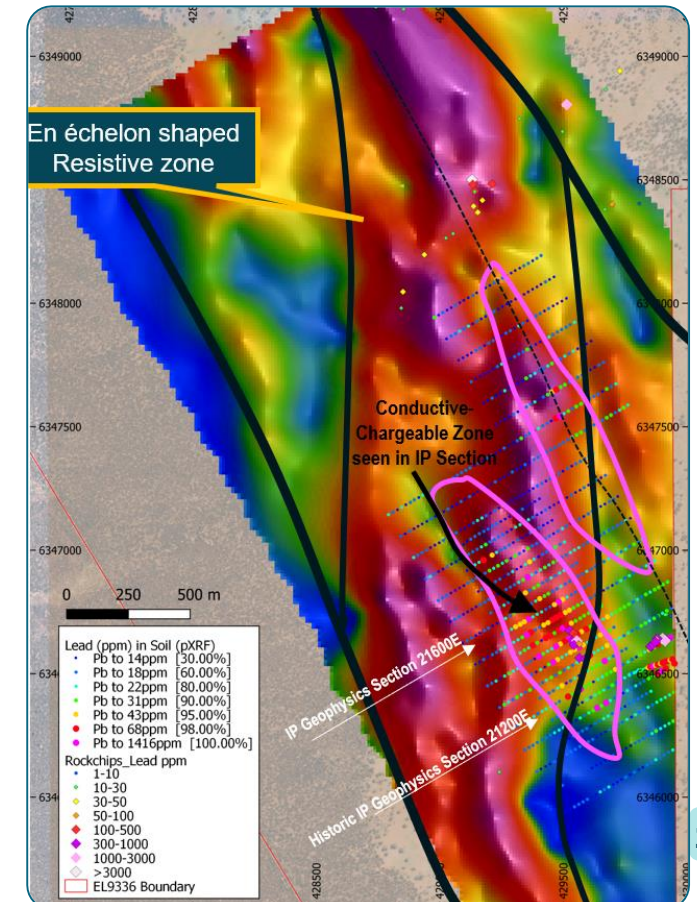 6349000
6349000
En échelon shaped
Resistive zone
6348500
6348000
Conductive-
Chargeable Zone
seen in IP Section
6347500
6347500
6347000
6347000
0 250 500 m
Lead (ppm) in Soil (pXRF)
Pb to 14ppm [30.00%]
Pb to 18ppm [60.00%]
Pb to 22ppm [80.00%]
Pb to 31ppm [90.00%]
Pb to 43ppm [95.00%]
Pb to 68ppm [98.00%]
Pb to 1416ppm [100.00%]
Rockchips_Lead ppm
1-10
10-30
30-50
50-100
100-500
300-1000
1000-3000
>3000
EL9336 Boundary
IP Geophysics Section 21600E
Historic IP Geophysics Section 21200E
6346500
6346000
428500
429500